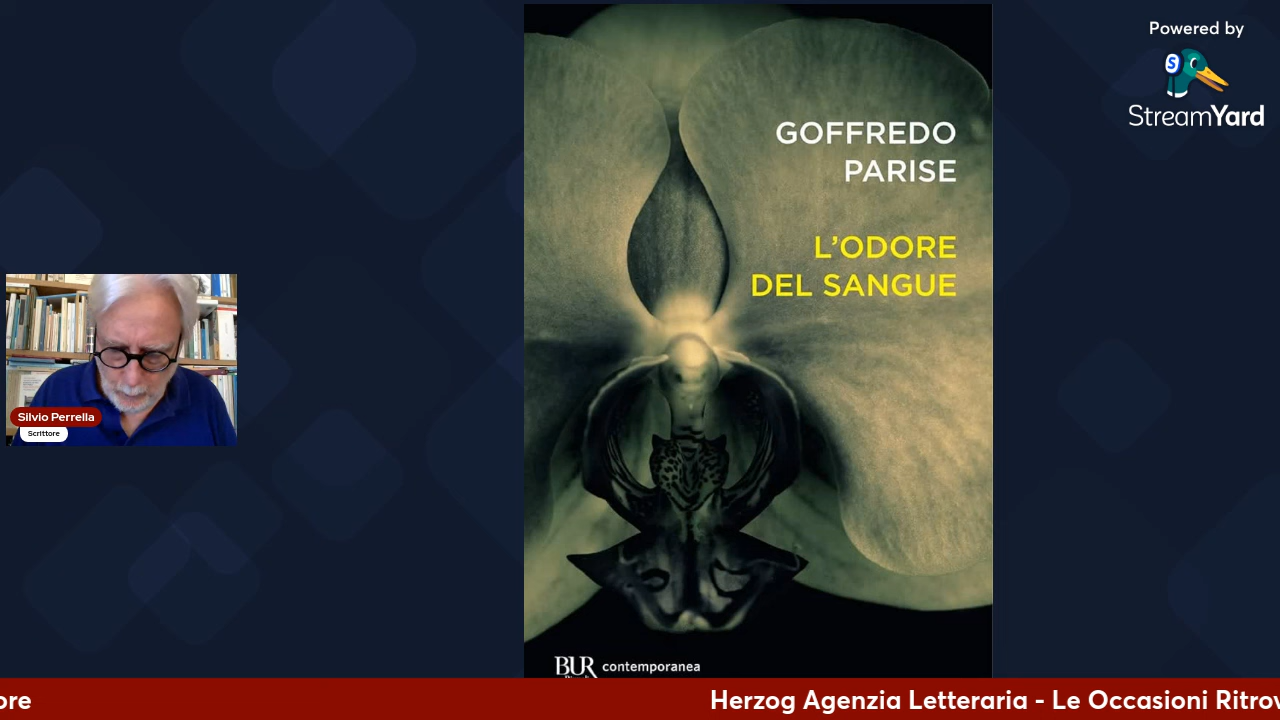 Powered by
StreamYard
GOFFREDO
PARISE
L'ODORE
DEL SANGUE
Silvio Perrella
Scrittore
BUR contemporanea
ore
Herzog Agenzia Letteraria - Le Occasioni Ritrov